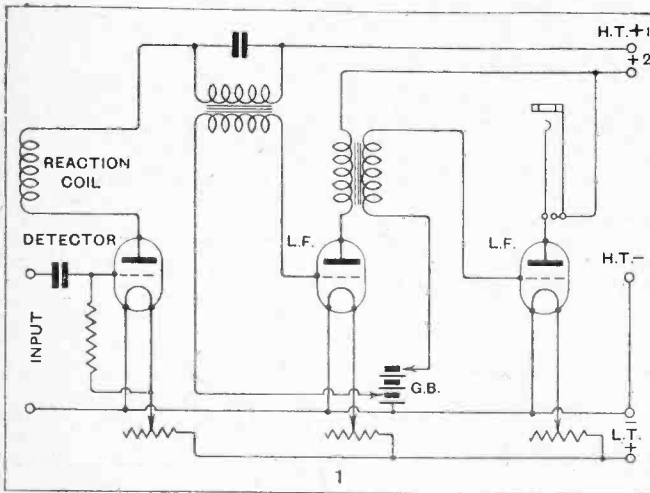 H.T.+1
+2
REACTION
COIL
DETECTOR
L.F.
L.F.
H.T.-
INPUT
G.B.
-
L.T.
+
1